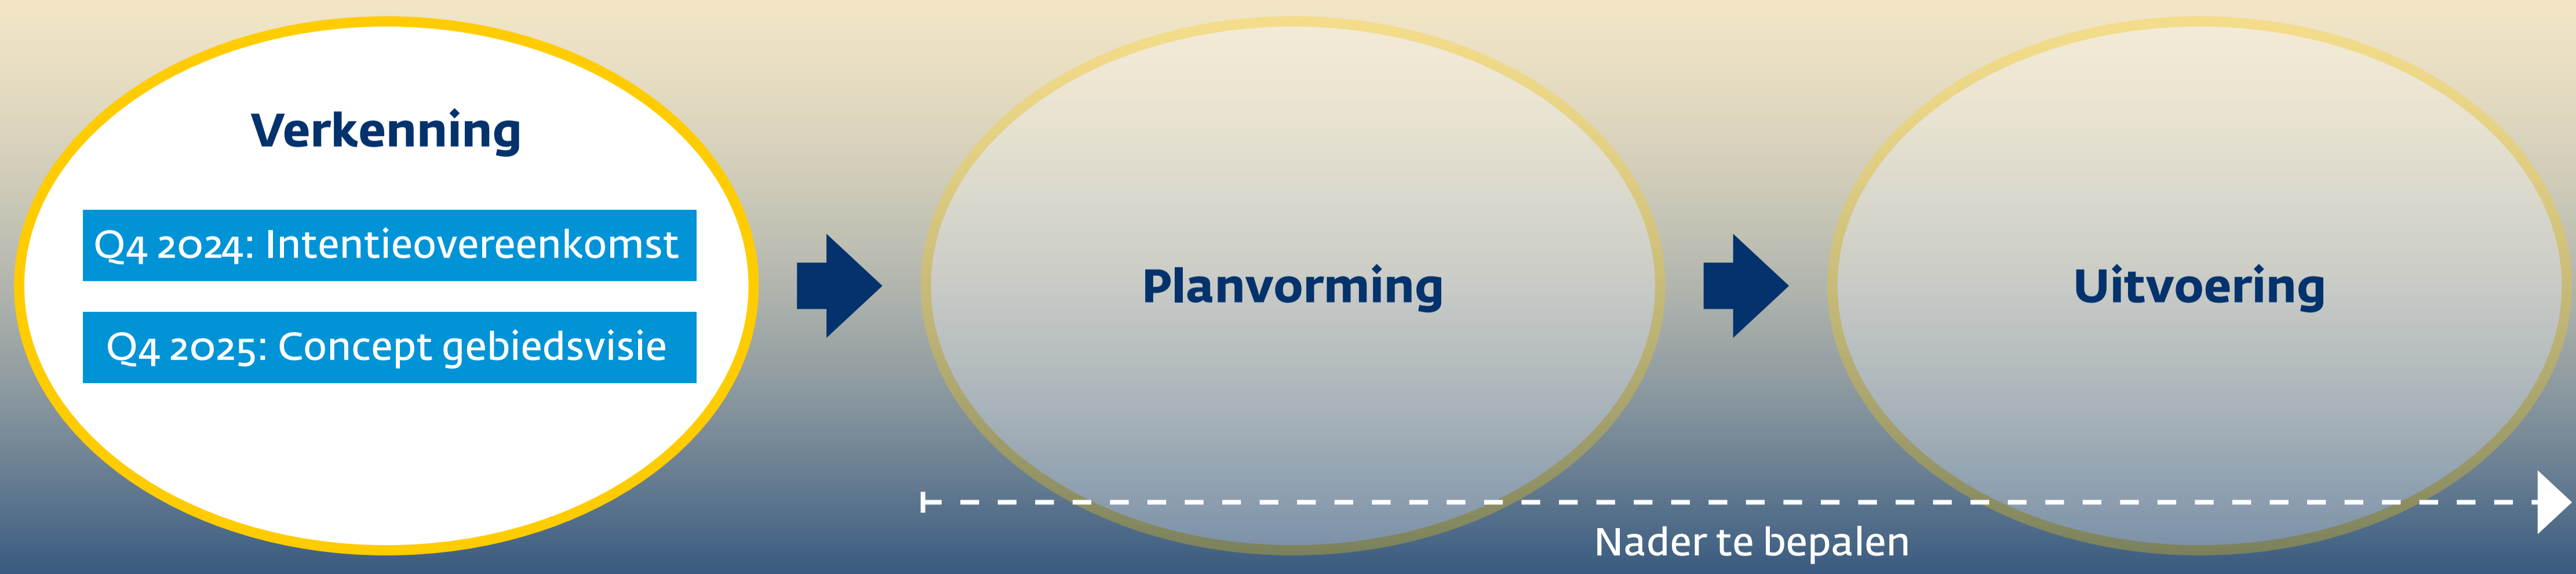 Verkenning
Q4 2024: Intentieovereenkomst
Q4 2025: Concept gebiedsvisie
Planvorming
Uitvoering
Nader te bepalen